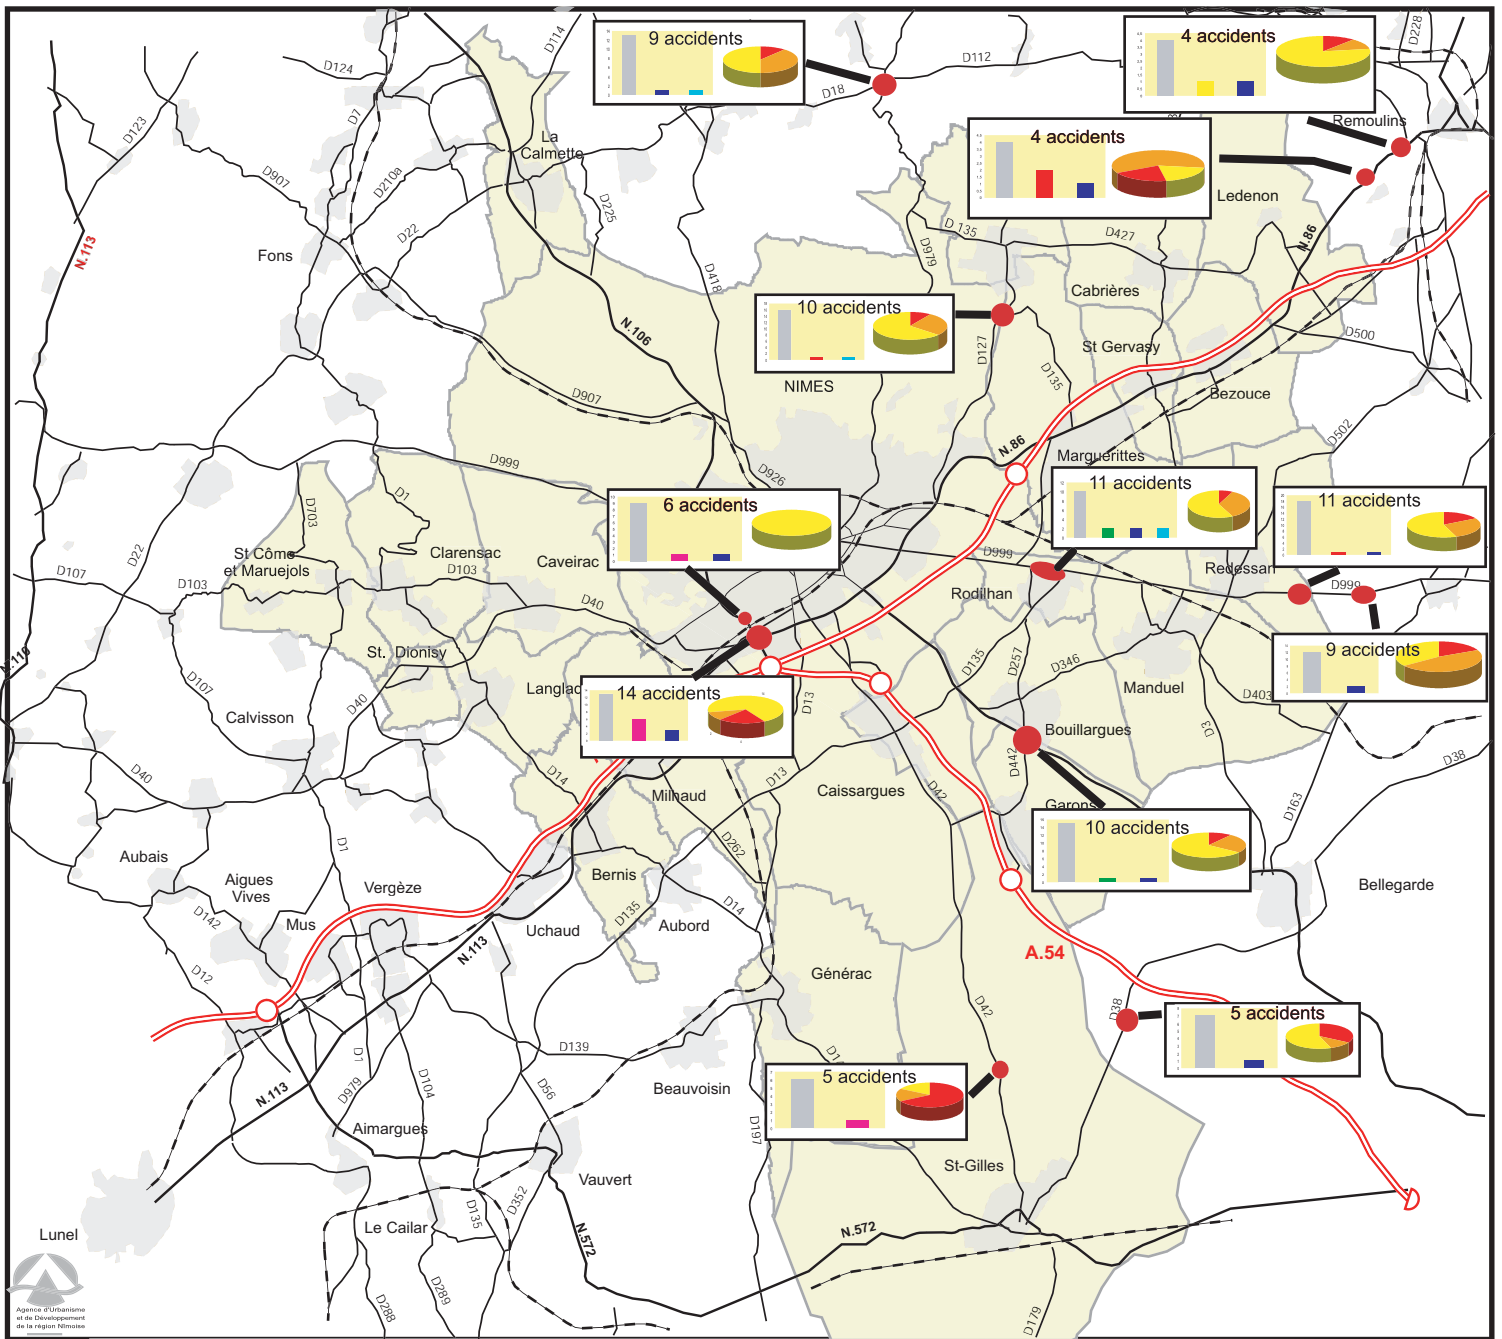 9 accidents
4 accidents
D114
D124
D112
D228
D18
D7
D123
Remoulins
La
Calmette
4 accidents
D907
D210a
D225
Ledenon
D22
D 135
D427
N.86
N.113
Fons
D979
D418
Cabrières
10 accidents
N.106
D127
St Gervasy
D500
D135
NIMES
D907
Bezouce
D502
N.86
Marguerittes
D999
D926
11 accidents
D1
6 accidents
11 accidents
D703
D22
St Côme
et Maruejols
Clarensac
Caveirac
D999
Redessan
D107
D103
D103
D999
Rodilhan
D40
St. Dionisy
N.110
9 accidents
D135
D257
D346
Langlac
14 accidents
Manduel
D107
D403
D40
D13
Calvisson
Bouillargues
D3
D442
D38
D40
D14
D13
Milnaud
Caissargues
D42
Garons
D163
10 accidents
D1
D262
Aubais
Aigues
Vives
Vergèze
Bernis
Bellegarde
D14
D142
D135
Mus
Uchaud
Aubord
N.113
A.54
D12
Générac
D42
D38
5 accidents
D139
D1
D1
5 accidents
D104
D56
D979
Beauvoisin
N.113
Aimargues
D197
St-Gilles
Vauvert
D352
D135
Le Cailar
N.572
N.572
Lunel
D289
D288
D179
Agence d'Urbanisme
et de Développement
de la région Nîmoise